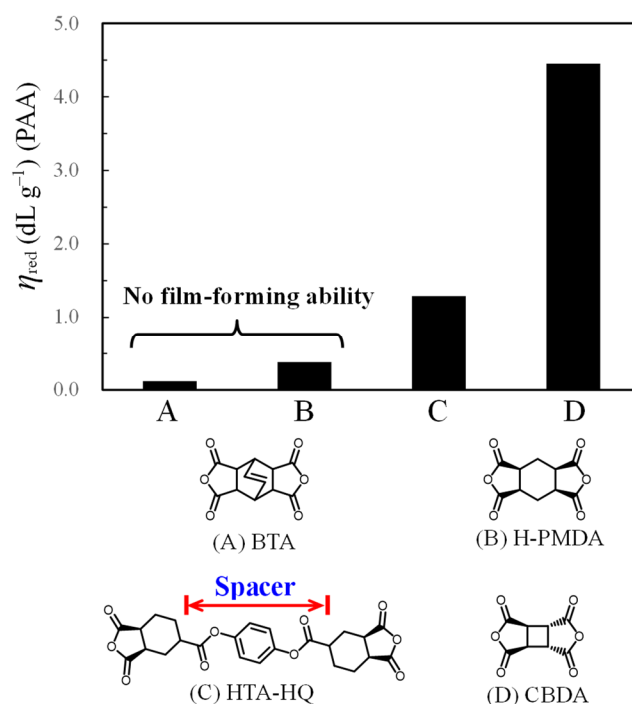 5.0
4.0
3.0
2.0
1.0
0.0
ηred (dL g⁻¹) (PAA)
No film-forming ability
A B C D
O O O O O O
(A) BTA
O O O O O O
(B) H-PMDA
Spacer
O O O O O O O O O O
(C) HTA-HQ
O O O O O O
(D) CBDA